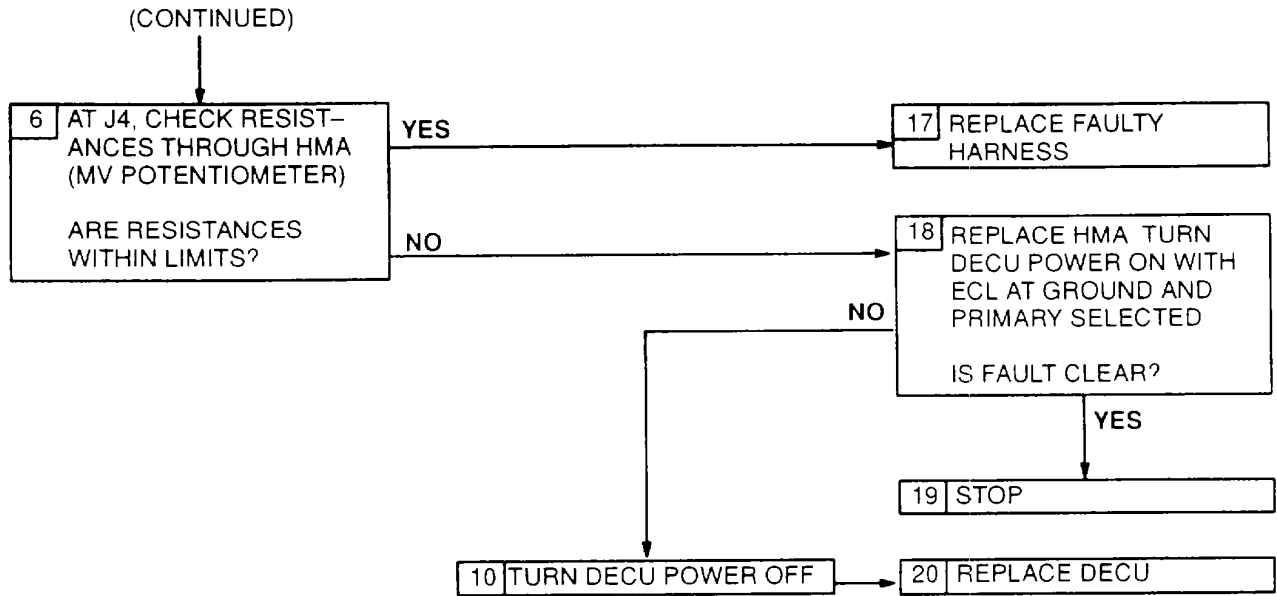 (CONTINUED)
6 AT J4, CHECK RESIST–
ANCES THROUGH HMA
(MV POTENTIOMETER)
ARE RESISTANCES
WITHIN LIMITS?
YES
17 REPLACE FAULTY
HARNESS
NO
18 REPLACE HMA TURN
DECU POWER ON WITH
ECL AT GROUND AND
PRIMARY SELECTED
IS FAULT CLEAR?
NO
YES
19 STOP
10 TURN DECU POWER OFF
20 REPLACE DECU